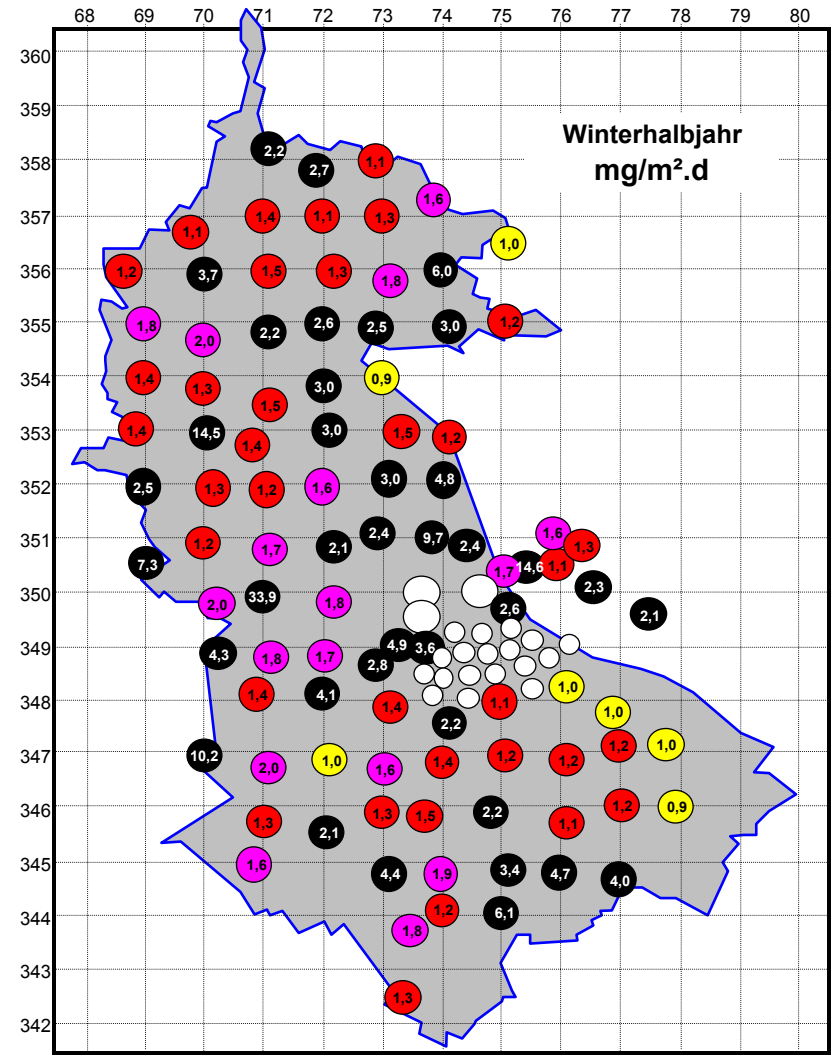 68 69 70 71 72 73 74 75 76 77 78 79 80
360
359
Winterhalbjahr
mg/m².d
2,2
358
2,7 1,1
1,6
357 1,4 1,1 1,3
1,1
1,0
356 1,2 3,7 1,5 1,3 1,8 6,0
355 1,8 2,0 2,2 2,6 2,5 3,0 1,2
354 1,4 1,3 3,0 0,9
1,5
353 1,4 14,5 1,4 3,0 1,5 1,2
352 2,5 1,3 1,2 1,6 3,0 4,8
351 1,2 1,7 2,1 2,4 9,7 2,4 1,6 1,3
7,3 1,7 14,6 1,1
350 2,0 33,9 1,8 2,6 2,3 2,1
349 4,3 1,8 1,7 2,8 4,9 3,6
348 1,4 4,1 1,4 1,1 1,0
2,2 1,0
347 10,2 2,0 1,0 1,6 1,4 1,2 1,2 1,2 1,0
346 1,3 2,1 1,3 1,5 2,2 1,1 1,2 0,9
345 1,6 4,4 1,9 3,4 4,7 4,0
344 1,8 1,2 6,1
343
1,3
342